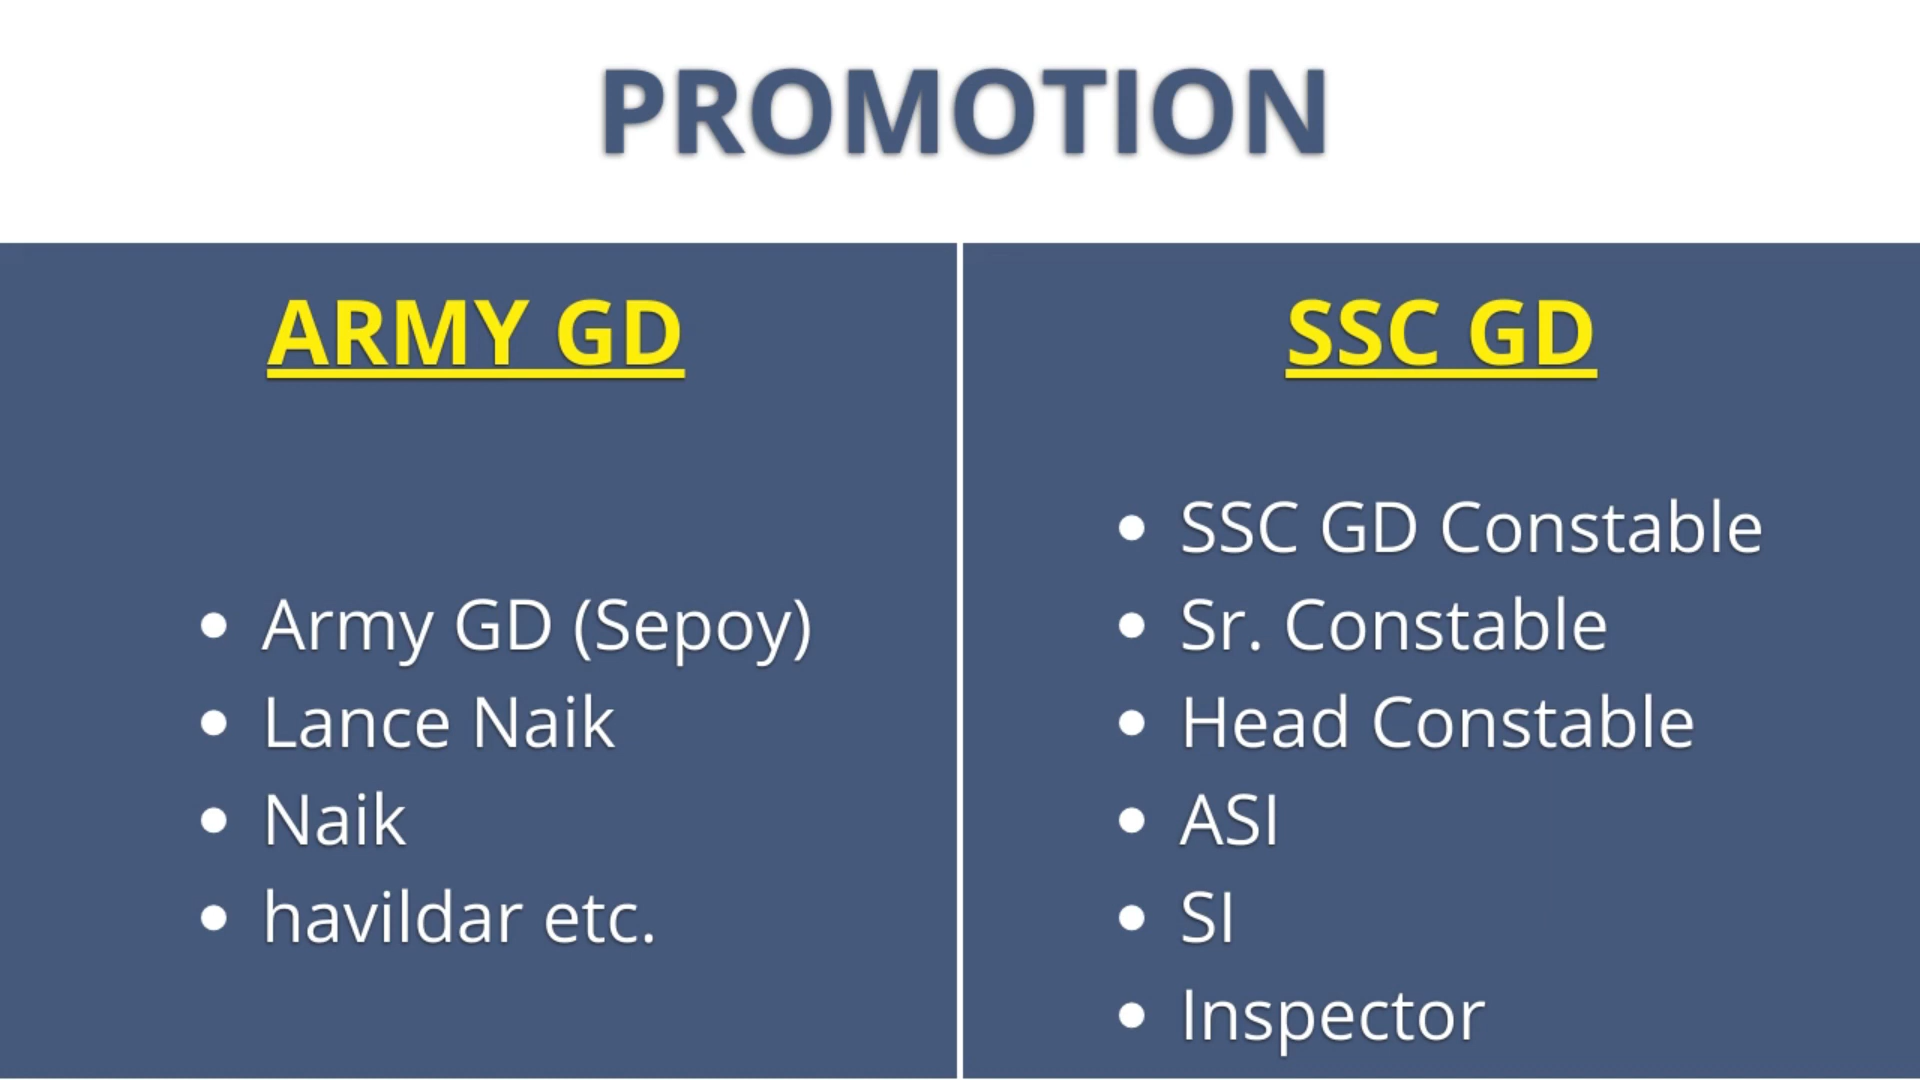 PROMOTION
ARMY GD
Army GD (Sepoy)
Lance Naik
Naik
havildar etc.
SSC GD
SSC GD Constable
Sr. Constable
Head Constable
ASI
SI
Inspector